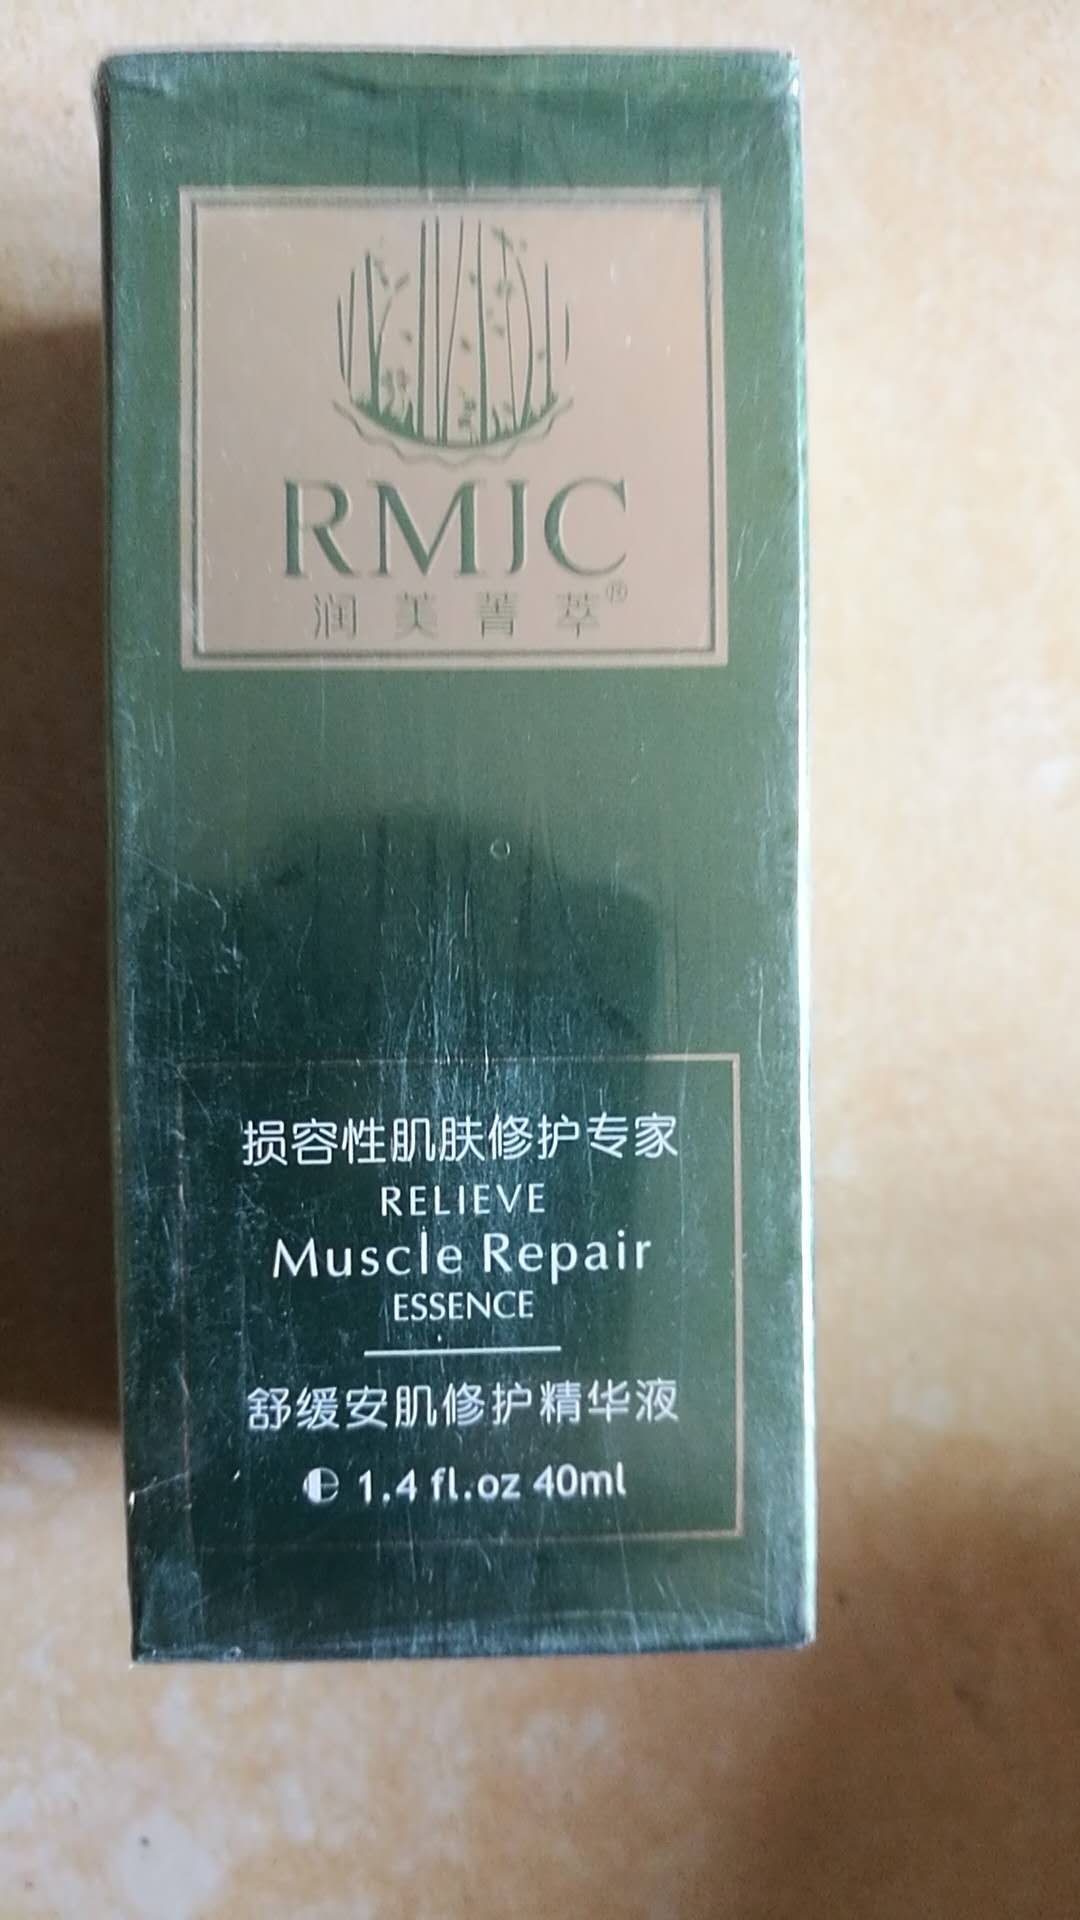 RMJC
润美菁萃®
损容性肌肤修护专家
RELIEVE
Muscle Repair
ESSENCE
舒缓安肌修护精华液
1.4 fl.oz 40ml